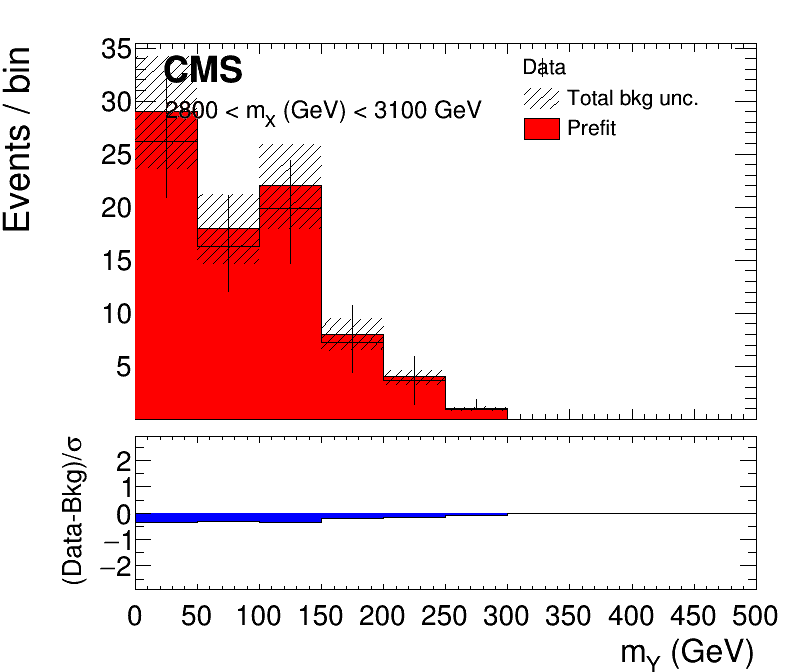 Events / bin
35
30
25
20
15
10
5
CMS
2800 < mX (GeV) < 3100 GeV
Data
Total bkg unc.
Prefit
(Data-Bkg)/σ
2
1
0
−1
−2
0 50 100 150 200 250 300 350 400 450 500
mY (GeV)